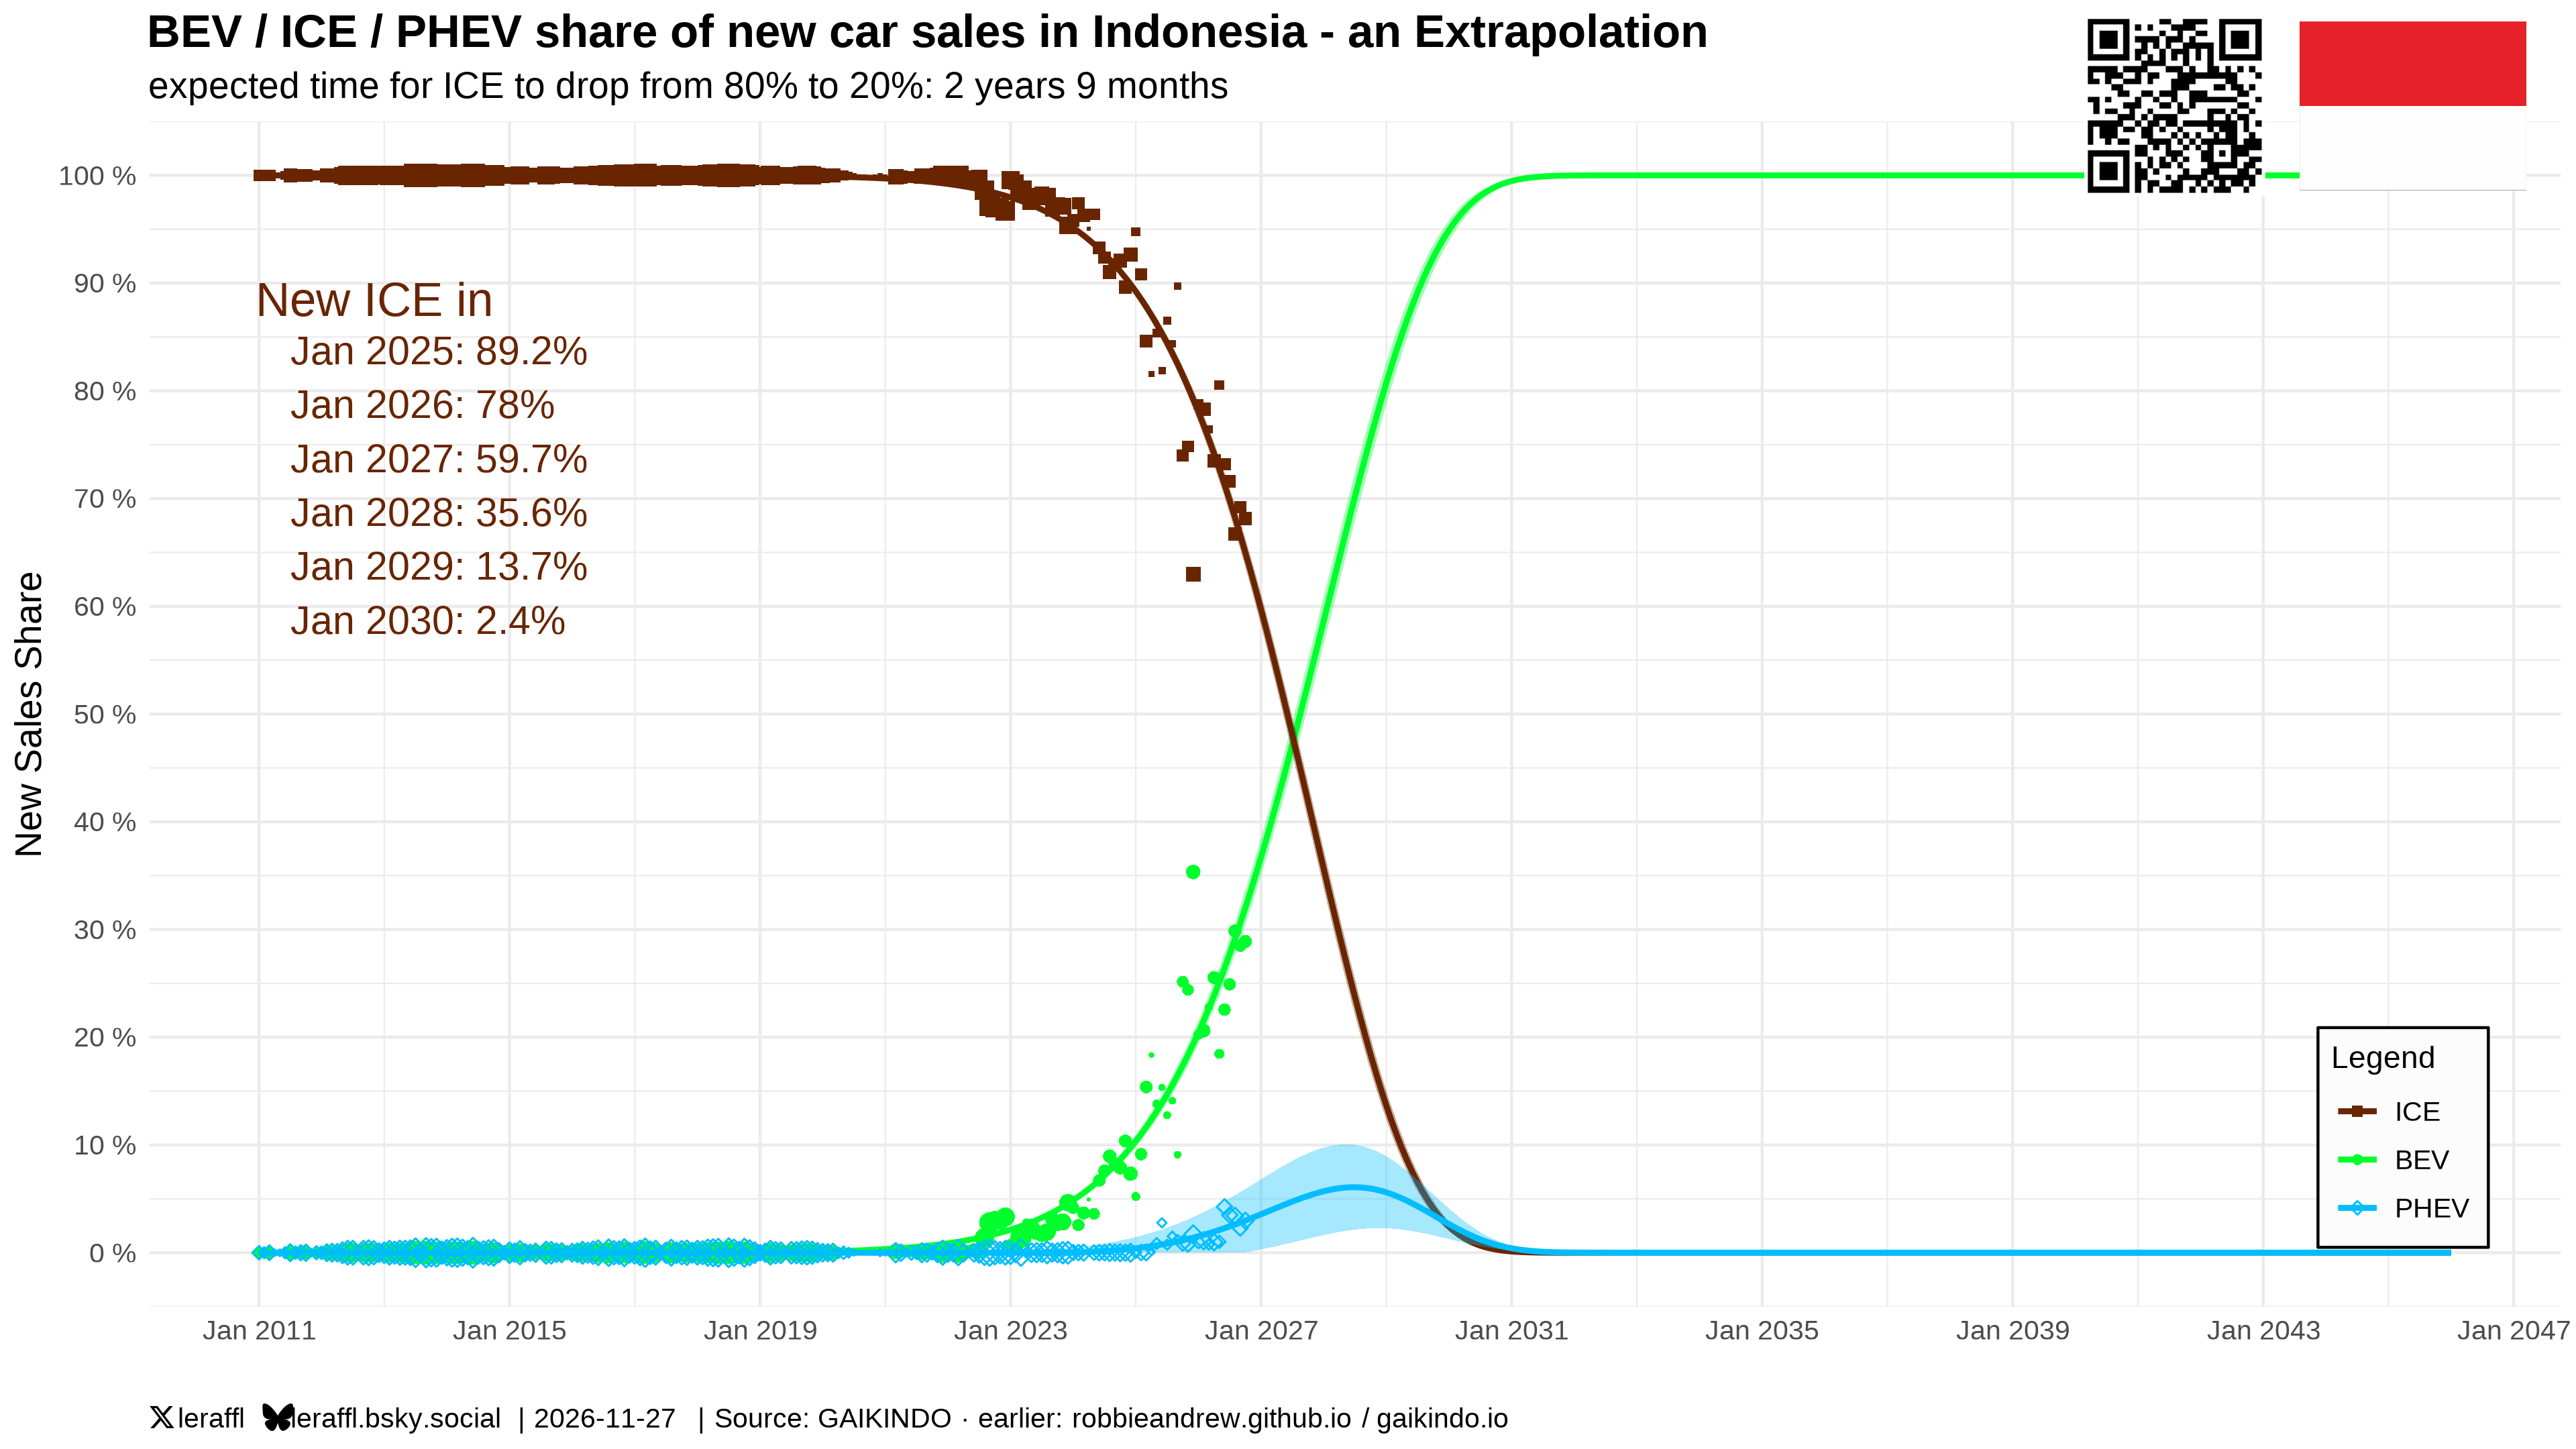 BEV / ICE / PHEV share of new car sales in Indonesia - an Extrapolation
expected time for ICE to drop from 80% to 20%: 2 years 9 months
New Sales Share
100 %
90 %
80 %
70 %
60 %
50 %
40 %
30 %
20 %
10 %
0 %
New ICE in
Jan 2025: 89.2%
Jan 2026: 78%
Jan 2027: 59.7%
Jan 2028: 35.6%
Jan 2029: 13.7%
Jan 2030: 2.4%
Legend
ICE
BEV
PHEV
Jan 2011 Jan 2015 Jan 2019 Jan 2023 Jan 2027 Jan 2031 Jan 2035 Jan 2039 Jan 2043 Jan 2047
leraffl leraffl.bsky.social | 2026-11-27 | Source: GAIKINDO · earlier: robbieandrew.github.io / gaikindo.io